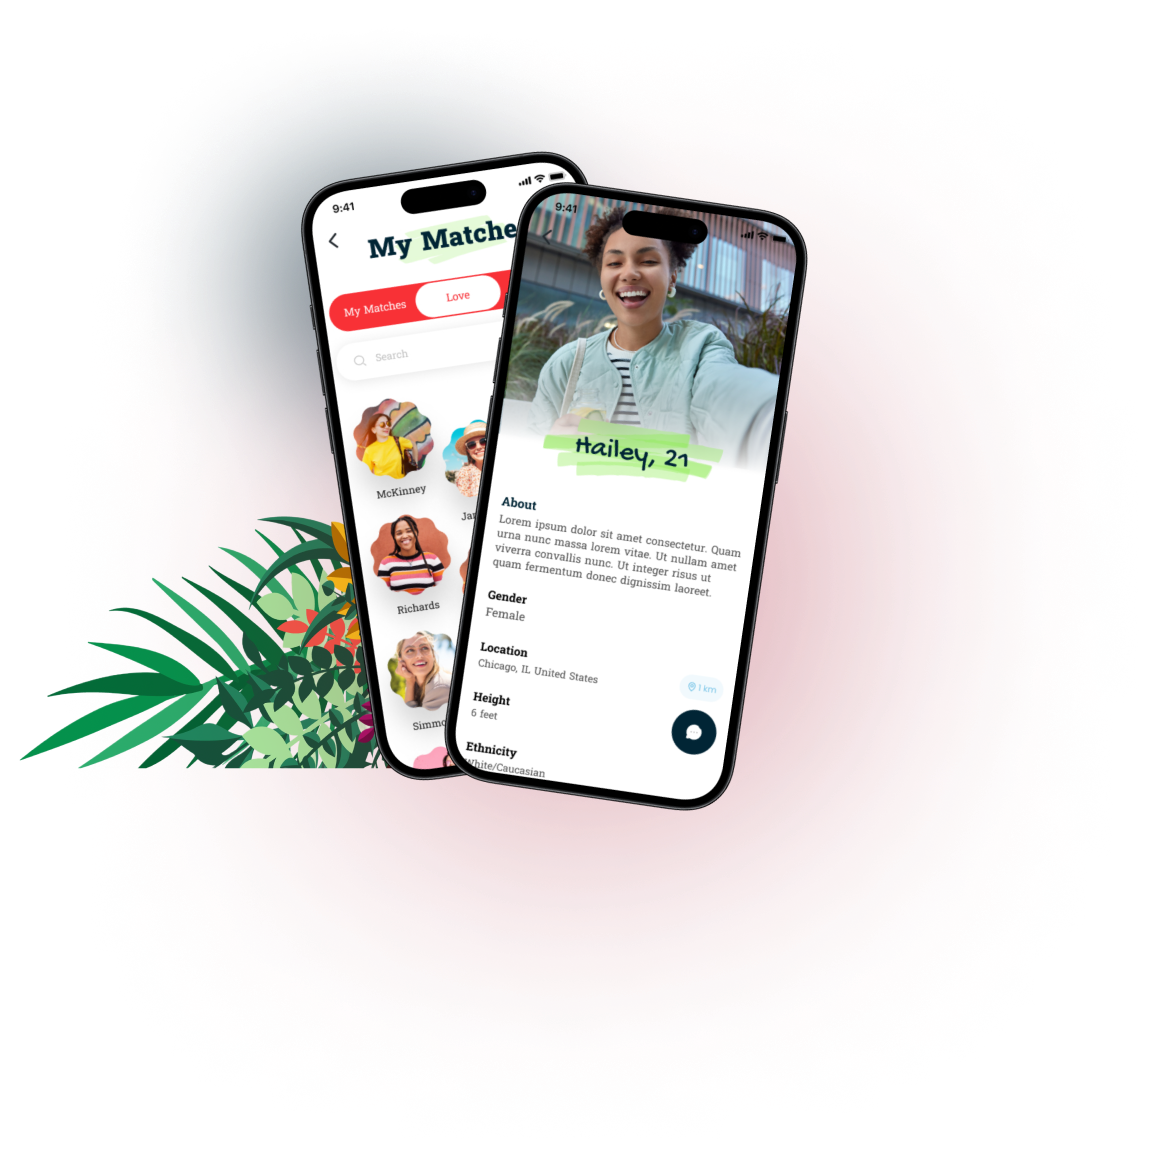 9:41
My Matche
My Matches
Love
Search
McKinney
Richards
9:41
Hailey, 21
About
Lorem ipsum dolor sit amet consectetur. Quam
urna nunc massa lorem vitae. Ut nullam amet
viverra convallis nunc. Ut integer risus ut
quam fermentum donec dignissim laoreet.
Gender
Female
Location
Chicago, IL United States
1 km
Height
6 feet
Ethnicity
White/Caucasian